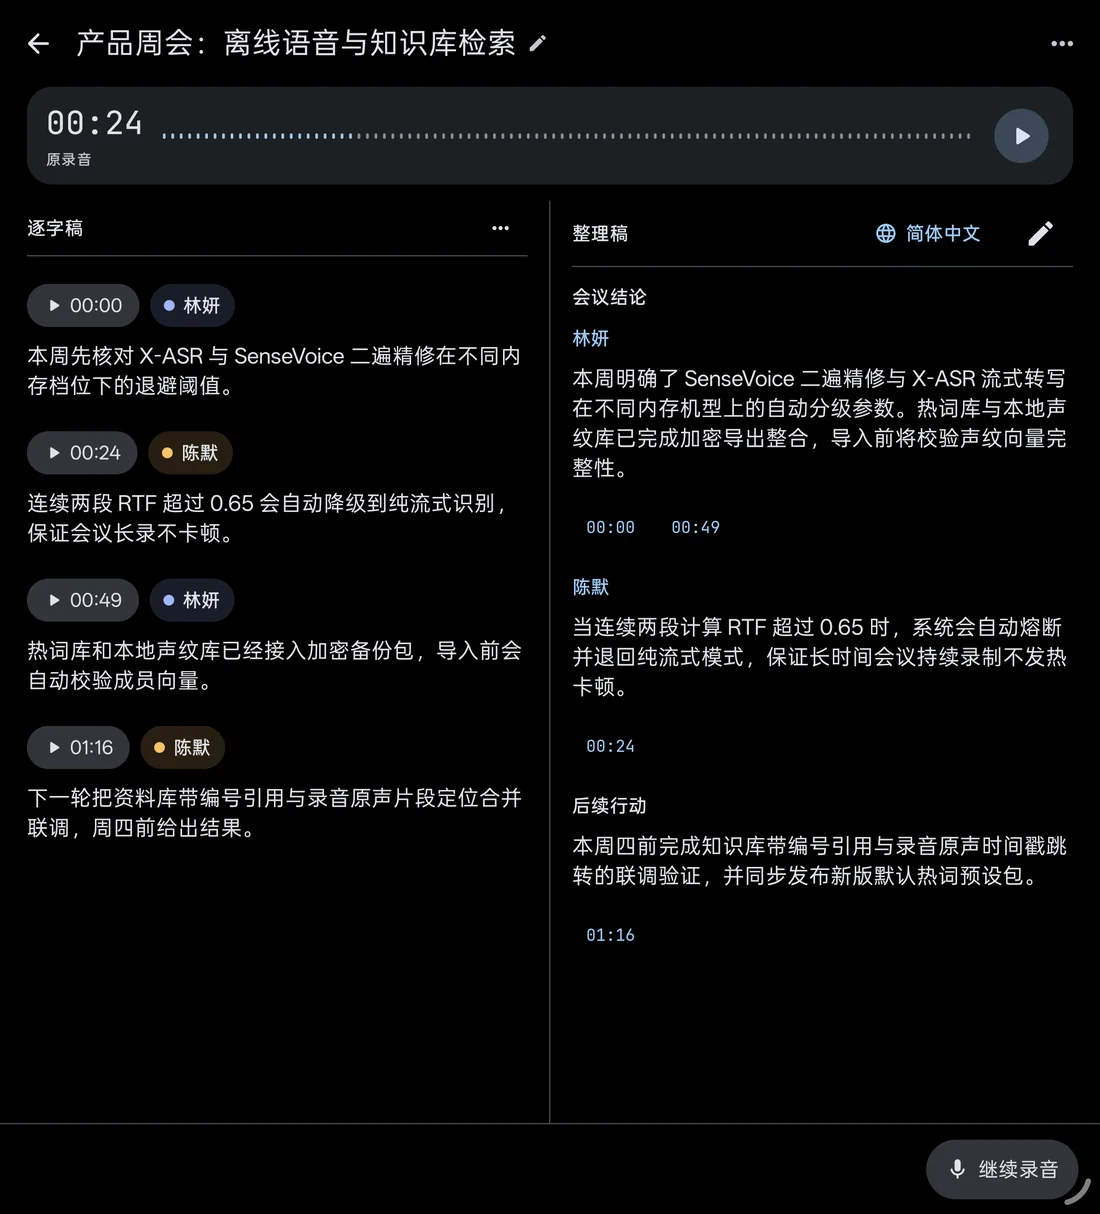 产品周会：离线语音与知识库检索
00:24
原录音
逐字稿
00:00 林妍
本周先核对 X-ASR 与 SenseVoice 二遍精修在不同内
存档位下的退避阈值。
00:24 陈默
连续两段 RTF 超过 0.65 会自动降级到纯流式识别，
保证会议长录不卡顿。
00:49 林妍
热词库和本地声纹库已经接入加密备份包，导入前会
自动校验成员向量。
01:16 陈默
下一轮把资料库带编号引用与录音原声片段定位合并
联调，周四前给出结果。
整理稿
简体中文
会议结论
林妍
本周明确了 SenseVoice 二遍精修与 X-ASR 流式转写
在不同内存机型上的自动分级参数。热词库与本地声
纹库已完成加密导出整合，导入前将校验声纹向量完
整性。
00:00 00:49
陈默
当连续两段计算 RTF 超过 0.65 时，系统会自动熔断
并退回纯流式模式，保证长时间会议持续录制不发热
卡顿。
00:24
后续行动
本周四前完成知识库带编号引用与录音原声时间戳跳
转的联调验证，并同步发布新版默认热词预设包。
01:16
继续录音